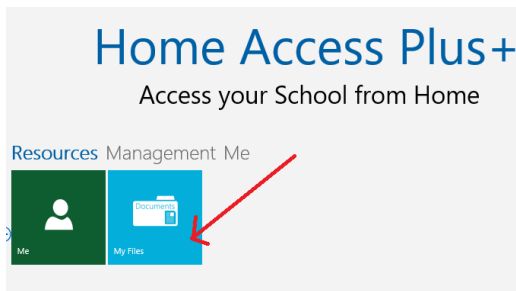 Home Access Plus+
Access your School from Home
Resources Management Me
Documents
Me
My Files